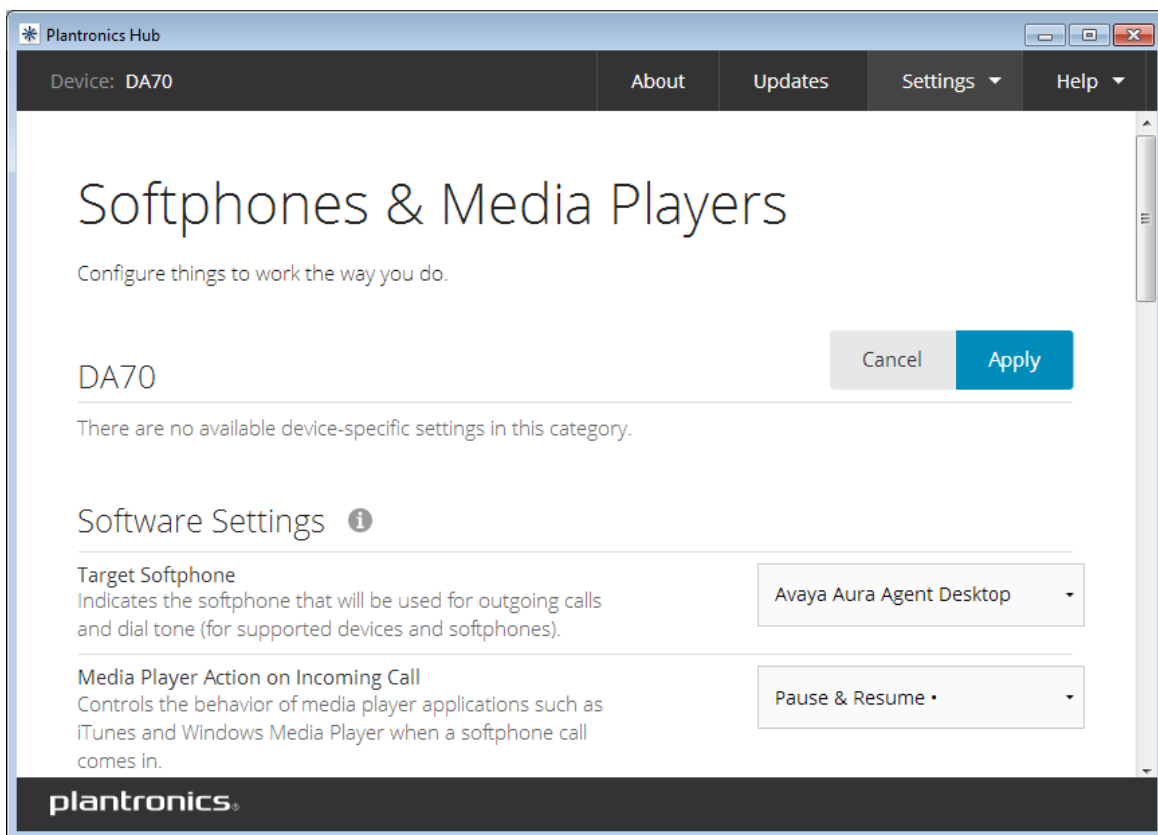 Plantronics Hub
Device: DA70 About Updates Settings Help
Softphones & Media Players
Configure things to work the way you do.
Cancel Apply
DA70
There are no available device-specific settings in this category.
Software Settings
Target Softphone
Indicates the softphone that will be used for outgoing calls
and dial tone (for supported devices and softphones).
Avaya Aura Agent Desktop
Media Player Action on Incoming Call
Controls the behavior of media player applications such as
iTunes and Windows Media Player when a softphone call
comes in.
Pause & Resume •
plantronics®